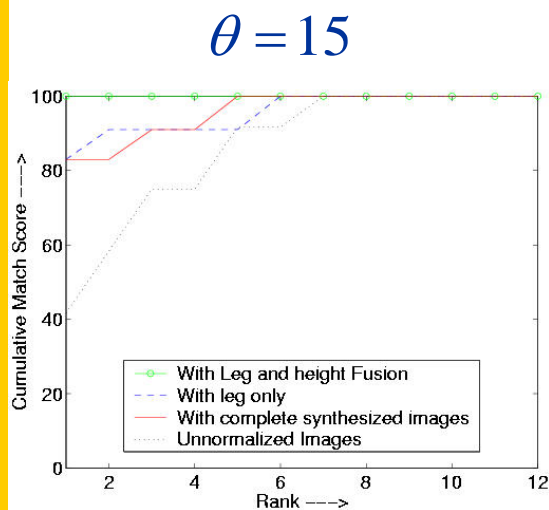 θ = 15
100
80
60
40
20
0
Cumulative Match Score --->
With Leg and height Fusion
With leg only
With complete synthesized images
Unnormalized Images
2 4 6 8 10 12
Rank --->